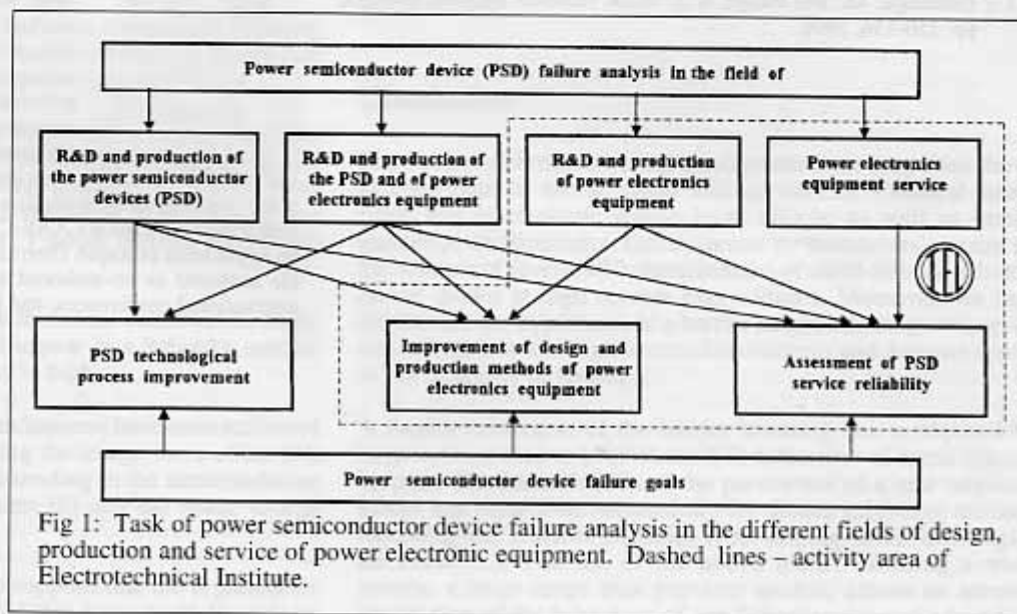 Power semiconductor device (PSD) failure analysis in the field of
R&D and production of
the power semiconductor
devices (PSD)
R&D and production of
the PSD and of power
electronics equipment
R&D and production
of power electronics
equipment
Power electronics
equipment service
PSD technological
process improvement
Improvement of design and
production methods of power
electronics equipment
Assessment of PSD
service reliability
Power semiconductor device failure goals
Fig 1: Task of power semiconductor device failure analysis in the different fields of design,
production and service of power electronic equipment. Dashed lines – activity area of
Electrotechnical Institute.